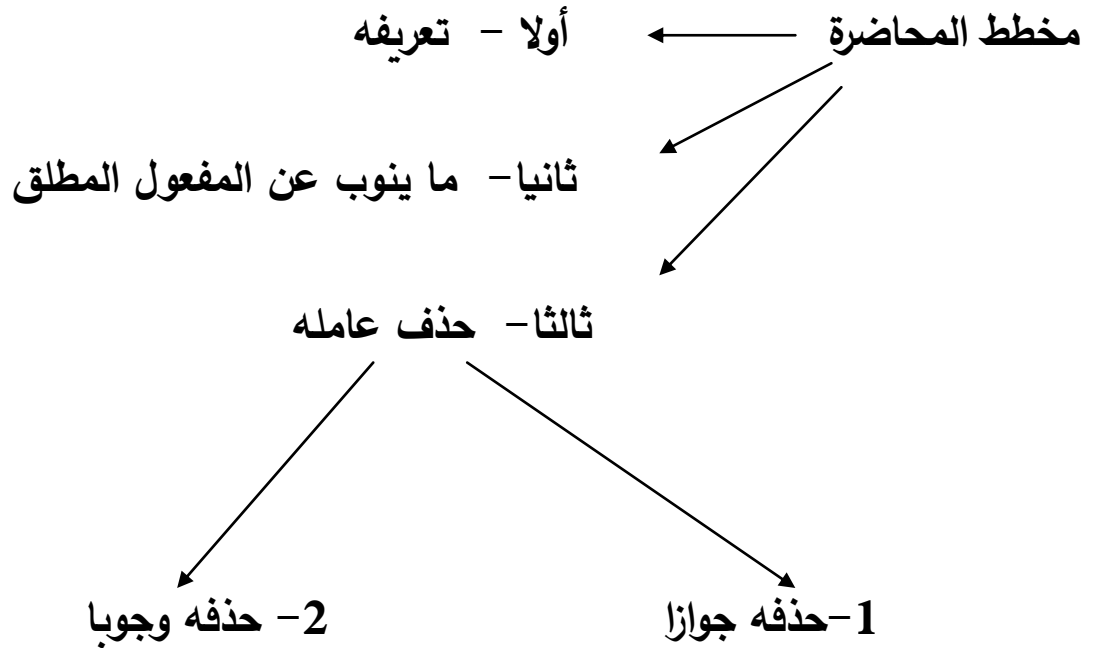 مخطط المحاضرة أولا - تعريفه
ثانيا- ما ينوب عن المفعول المطلق
ثالثا- حذف عامله
1-حذفه جوازا 2- حذفه وجوبا